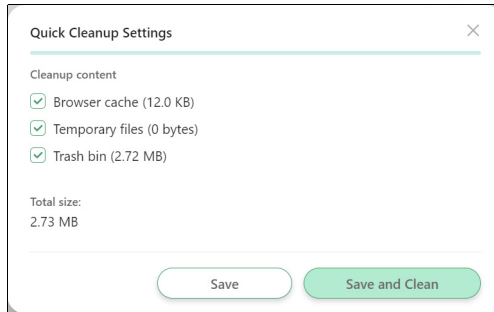 Quick Cleanup Settings
Cleanup content
Browser cache (12.0 KB)
Temporary files (0 bytes)
Trash bin (2.72 MB)
Total size:
2.73 MB
Save
Save and Clean